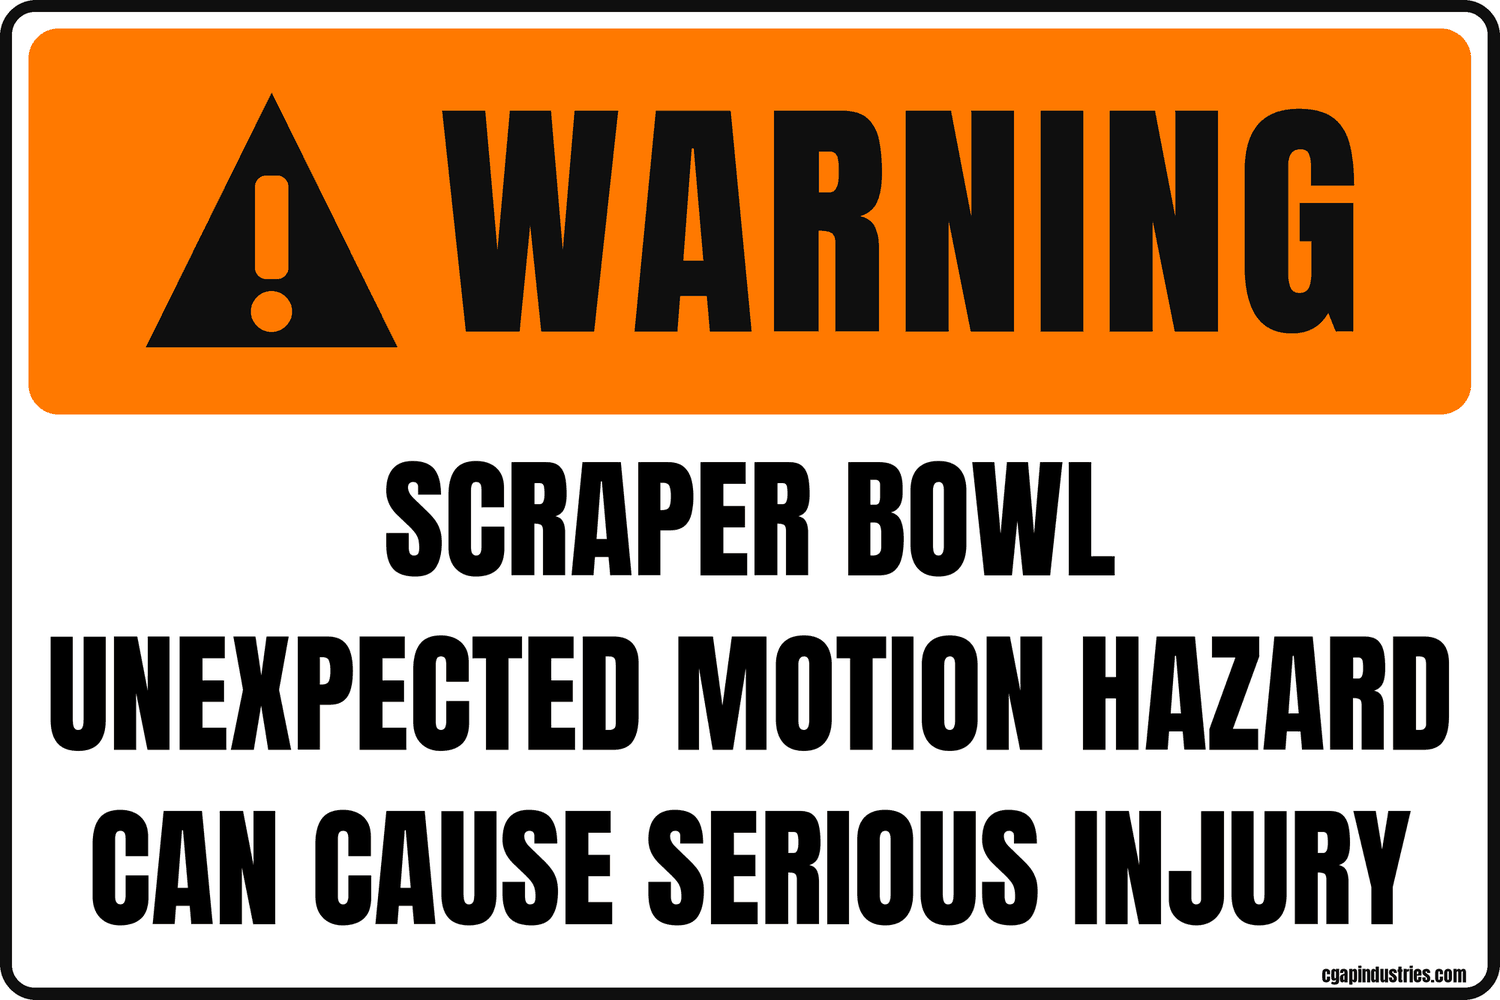 WARNING
SCRAPER BOWL
UNEXPECTED MOTION HAZARD
CAN CAUSE SERIOUS INJURY
cgapindustries.com